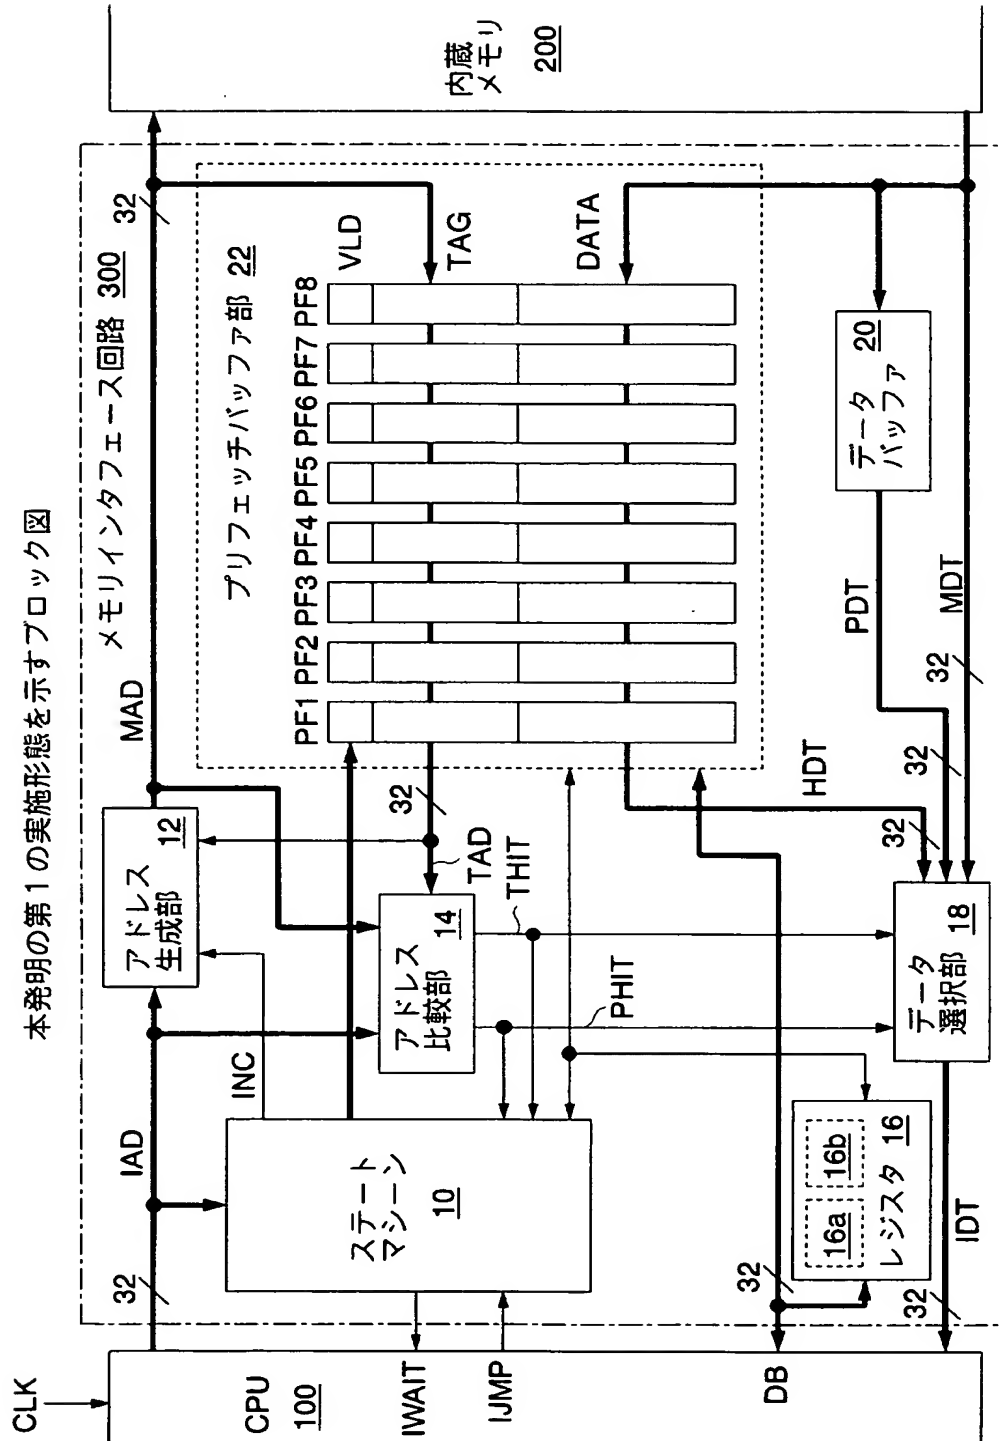 本発明の第1の実施形態を示すブロック図
CLK
CPU
100
IWAIT
IJMP
DB
32
IAD
INC
ステート
マシーン
10
32
16a
16b
レジスタ 16
32
IDT
メモリインタフェース回路 300
MAD
32
アドレス
生成部
12
アドレス
比較部
14
32
TAD
THIT
PHIT
データ
選択部
18
プリフェッチバッファ部 22
PF1 PF2 PF3 PF4 PF5 PF6 PF7 PF8
VLD
TAG
DATA
HDT
32
PDT
32
MDT
32
データ
バッファ
20
内蔵
メモリ
200